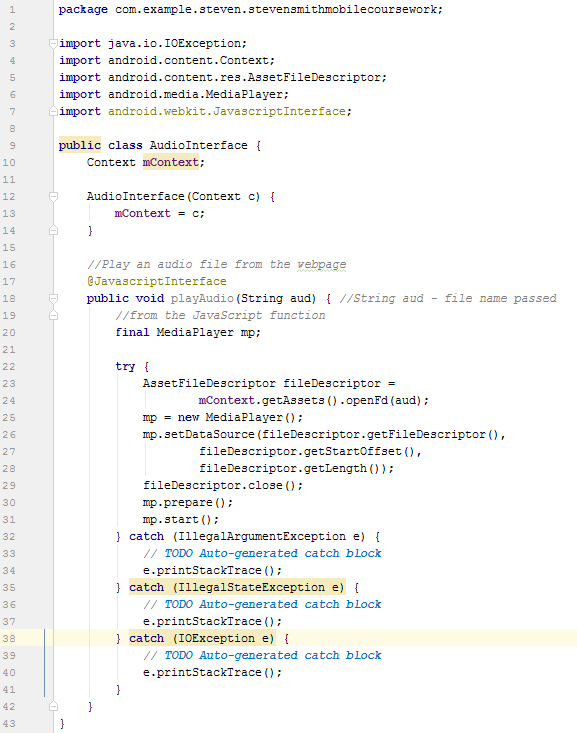 1 package com.example.steven.stevensmithmobilecoursework;
2
3 import java.io.IOException;
4 import android.content.Context;
5 import android.content.res.AssetFileDescriptor;
6 import android.media.MediaPlayer;
7 import android.webkit.JavascriptInterface;
8
9 public class AudioInterface {
10     Context mContext;
11
12     AudioInterface(Context c) {
13         mContext = c;
14     }
15
16     //Play an audio file from the webpage
17     @JavascriptInterface
18     public void playAudio(String aud) { //String aud - file name passed
19         //from the JavaScript function
20         final MediaPlayer mp;
21
22         try {
23             AssetFileDescriptor fileDescriptor =
24                     mContext.getAssets().openFd(aud);
25             mp = new MediaPlayer();
26             mp.setDataSource(fileDescriptor.getFileDescriptor(),
27                     fileDescriptor.getStartOffset(),
28                     fileDescriptor.getLength());
29             fileDescriptor.close();
30             mp.prepare();
31             mp.start();
32         } catch (IllegalArgumentException e) {
33             // TODO Auto-generated catch block
34             e.printStackTrace();
35         } catch (IllegalStateException e) {
36             // TODO Auto-generated catch block
37             e.printStackTrace();
38         } catch (IOException e) {
39             // TODO Auto-generated catch block
40             e.printStackTrace();
41         }
42     }
43 }